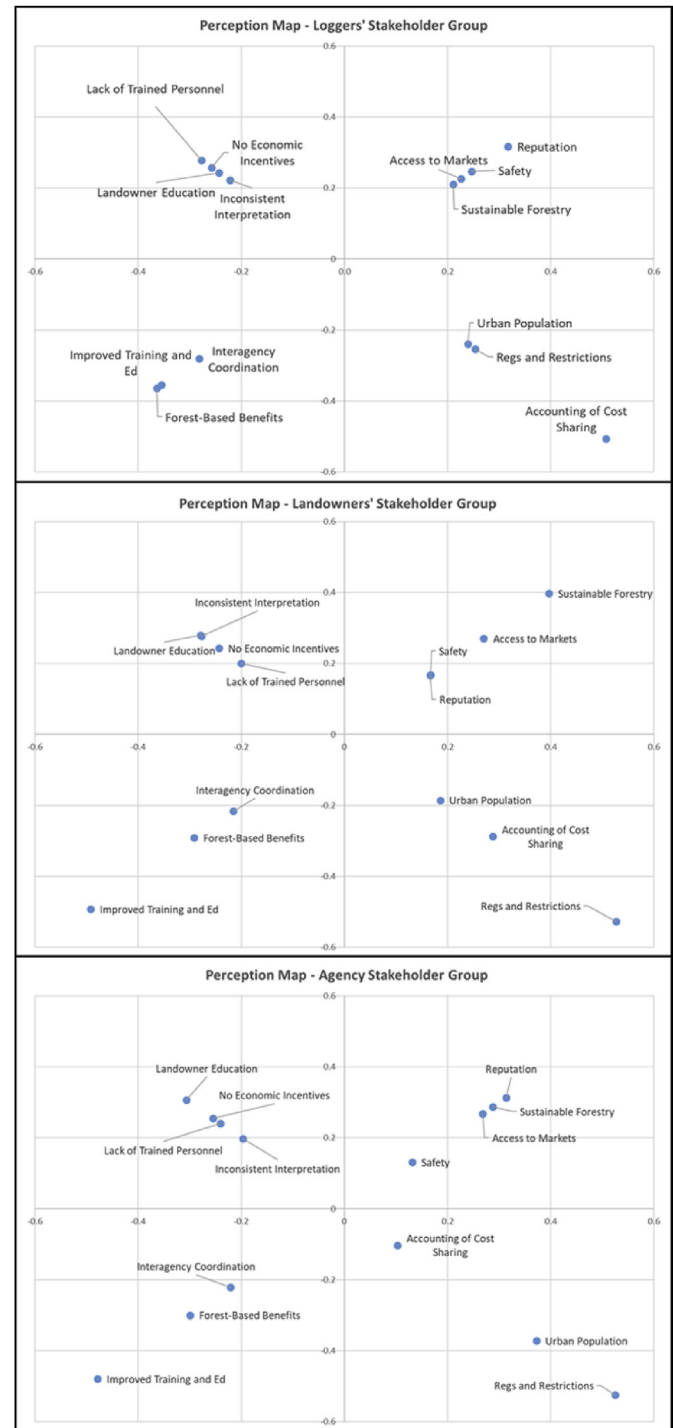 Perception Map - Loggers' Stakeholder Group
0.6
Lack of Trained Personnel
0.4
No Economic
Incentives
Reputation
Access to Markets
Safety
Landowner Education
0.2
Inconsistent
Interpretation
Sustainable Forestry
0
-0.6
-0.4
-0.2
0.0
0.2
0.4
0.6
Urban Population
-0.2
Improved Training and
Ed
Interagency
Coordination
Regs and Restrictions
-0.4
Forest-Based Benefits
Accounting of Cost
Sharing
-0.6
Perception Map - Landowners' Stakeholder Group
0.6
0.4
Sustainable Forestry
Inconsistent Interpretation
Access to Markets
Landowner Education
No Economic Incentives
Safety
0.2
Lack of Trained Personnel
Reputation
0
-0.6
-0.4
-0.2
0
0.2
0.4
0.6
Interagency Coordination
-0.2
Urban Population
Forest-Based Benefits
Accounting of Cost
Sharing
-0.4
Improved Training and Ed
Regs and Restrictions
-0.6
Perception Map - Agency Stakeholder Group
0.6
0.4
Landowner Education
Reputation
No Economic Incentives
Sustainable Forestry
0.2
Access to Markets
Lack of Trained Personnel
Safety
Inconsistent Interpretation
0
-0.6
-0.4
-0.2
0
0.2
0.4
0.6
Accounting of Cost
Sharing
Interagency Coordination
-0.2
Forest-Based Benefits
Urban Population
-0.4
Improved Training and Ed
Regs and Restrictions
-0.6